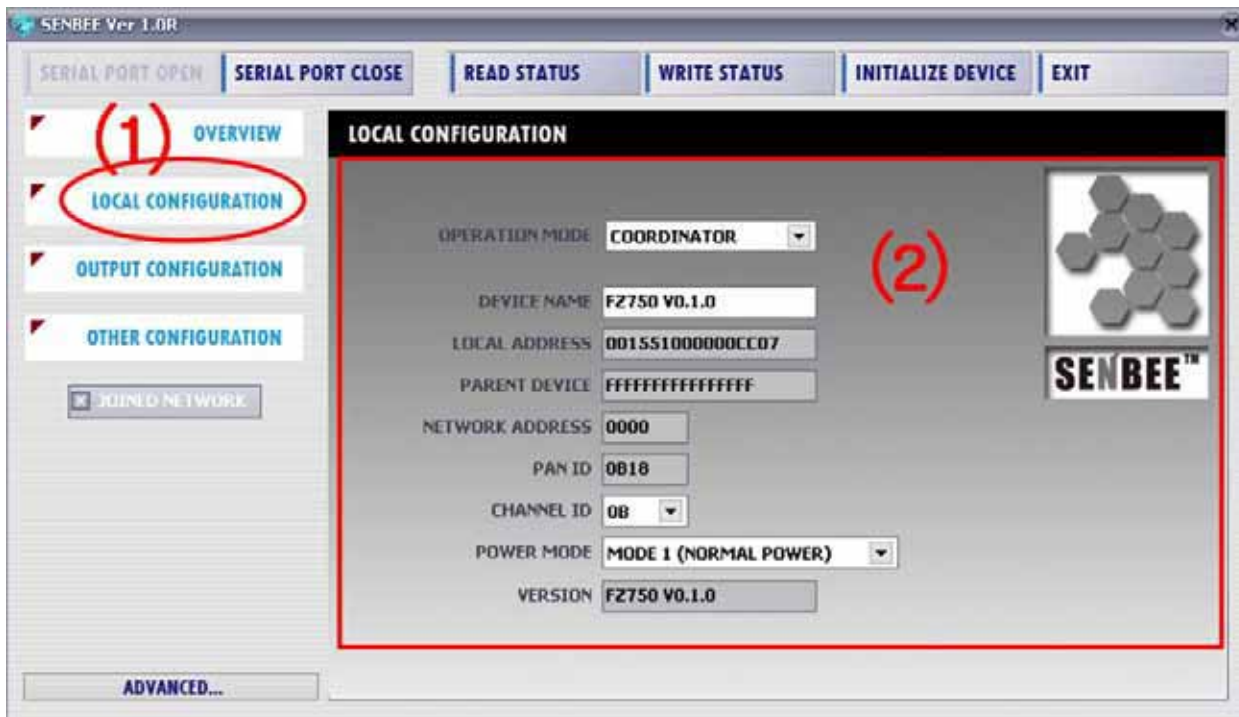 SENBEE Ver 1.0R
SERIAL PORT OPEN SERIAL PORT CLOSE READ STATUS WRITE STATUS INITIALIZE DEVICE EXIT
(1)
OVERVIEW
LOCAL CONFIGURATION
OUTPUT CONFIGURATION
OTHER CONFIGURATION
JOINED NETWORK
ADVANCED...
LOCAL CONFIGURATION
(2)
OPERATION MODE COORDINATOR
DEVICE NAME FZ750 V0.1.0
LOCAL ADDRESS 001551000000CC07
PARENT DEVICE FFFFFFFFFFFFFFFF
NETWORK ADDRESS 0000
PAN ID 0B18
CHANNEL ID 0B
POWER MODE MODE 1 (NORMAL POWER)
VERSION FZ750 V0.1.0
SENBEE™